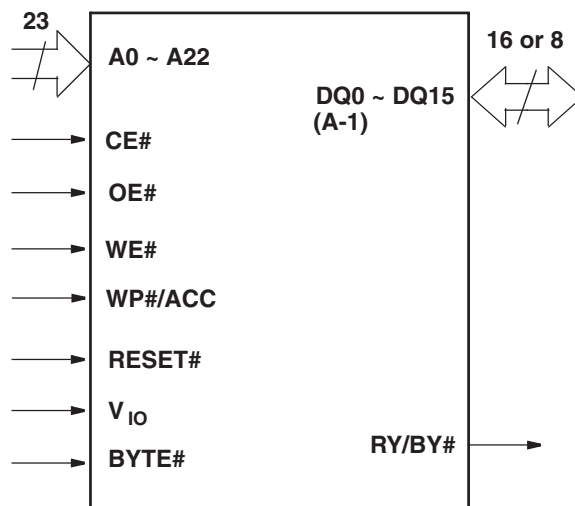 23
A0 ~ A22
16 or 8
DQ0 ~ DQ15
(A-1)
CE#
OE#
WE#
WP#/ACC
RESET#
VIO
BYTE#
RY/BY#